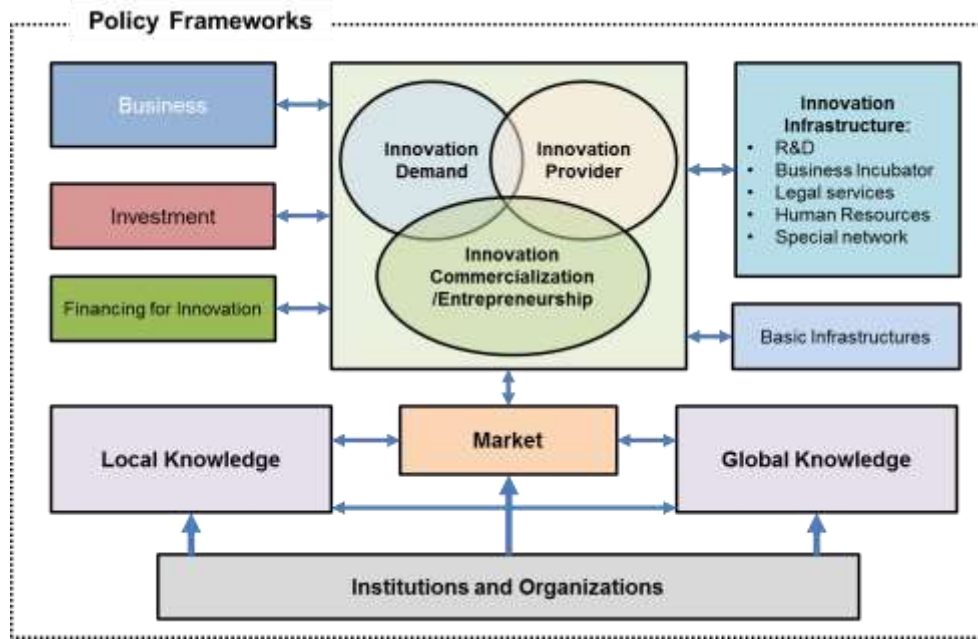 Policy Frameworks
Business
Investment
Financing for Innovation
Innovation
Demand
Innovation
Provider
Innovation
Commercialization
/Entrepreneurship
Innovation
Infrastructure:
• R&D
• Business Incubator
• Legal services
• Human Resources
• Special network
Basic Infrastructures
Local Knowledge
Market
Global Knowledge
Institutions and Organizations